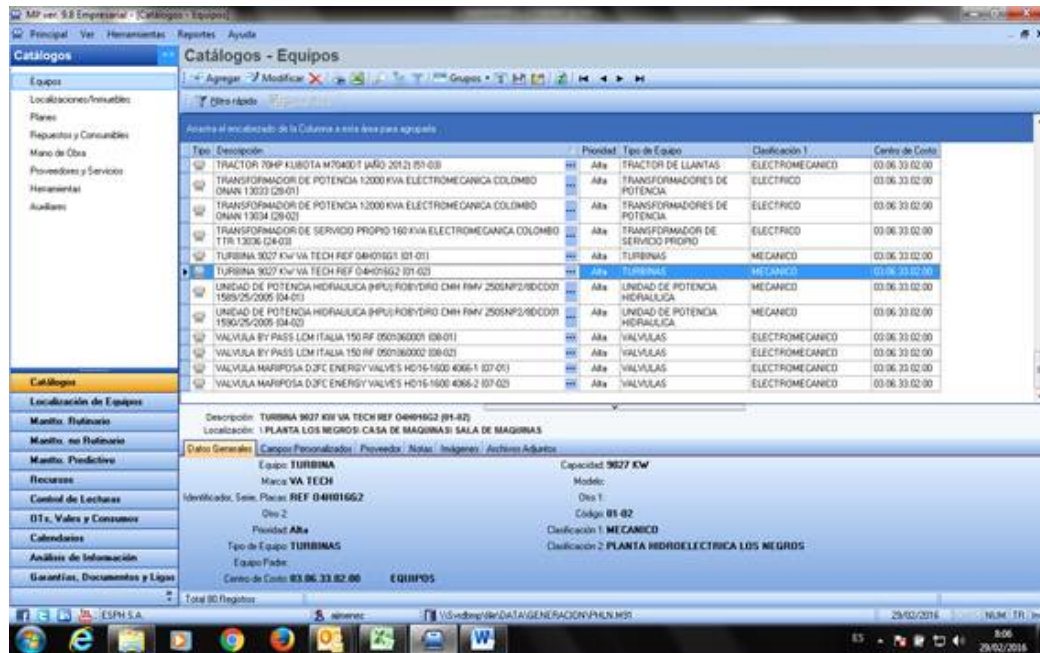 MP ver. 9.8 Empresarial - [Catálogos - Equipos]
Principal Ver Herramientas Reportes Ayuda
Catálogos
Catálogos - Equipos
Agregar Modificar Grupos
Filtro rápido
Arrastra el encabezado de la Columna a esta área para agruparla
Equipos
Localizaciones/Inmuebles
Planes
Repuestos y Consumibles
Mano de Obra
Proveedores y Servicios
Herramientas
Auxiliares
Tipo Descripción Prioridad Tipo de Equipo Clasificación 1 Centro de Costo
TRACTOR 70HP KUBOTA M7040DT (AÑO 2012) (51-03) Alta TRACTOR DE LLANTAS ELECTROMECANICO 03.06.33.02.00
TRANSFORMADOR DE POTENCIA 12000 KVA ELECTROMECANICA COLOMBO ONAN 13033 (28-01) Alta TRANSFORMADORES DE POTENCIA ELECTRICO 03.06.33.02.00
TRANSFORMADOR DE POTENCIA 12000 KVA ELECTROMECANICA COLOMBO ONAN 13034 (28-02) Alta TRANSFORMADORES DE POTENCIA ELECTRICO 03.06.33.02.00
TRANSFORMADOR DE SERVICIO PROPIO 160 KVA ELECTROMECANICA COLOMBO TTR 13036 (24-03) Alta TRANSFORMADOR DE SERVICIO PROPIO ELECTRICO 03.06.33.02.00
TURBINA 9027 KW VA TECH REF 04H016G1 (01-01) Alta TURBINAS MECANICO 03.06.33.02.00
TURBINA 9027 KW VA TECH REF 04H016G2 (01-02) Alta TURBINAS MECANICO 03.06.33.02.00
UNIDAD DE POTENCIA HIDRAULICA (HPU) ROBYDRO CMH RMV 250SNP2/8DCO01 1589/25/2005 (04-01) Alta UNIDAD DE POTENCIA HIDRAULICA MECANICO 03.06.33.02.00
UNIDAD DE POTENCIA HIDRAULICA (HPU) ROBYDRO CMH RMV 250SNP2/8DCO01 1590/25/2005 (04-02) Alta UNIDAD DE POTENCIA HIDRAULICA MECANICO 03.06.33.02.00
VALVULA BY PASS LCM ITALIA 150 RF 0501060001 (08-01) Alta VALVULAS ELECTROMECANICO 03.06.33.02.00
VALVULA BY PASS LCM ITALIA 150 RF 0501060002 (08-02) Alta VALVULAS ELECTROMECANICO 03.06.33.02.00
VALVULA MARIPOSA D2FC ENERGY VALVES HD16-1600 4066-1 (07-01) Alta VALVULAS ELECTROMECANICO 03.06.33.02.00
VALVULA MARIPOSA D2FC ENERGY VALVES HD16-1600 4066-2 (07-02) Alta VALVULAS ELECTROMECANICO 03.06.33.02.00
Catálogos
Localización de Equipos
Mantto. Rutinario
Mantto. no Rutinario
Mantto. Predictivo
Recursos
Control de Lecturas
OTs, Vales y Consumos
Calendarios
Análisis de Información
Garantías, Documentos y Ligas
Descripción: TURBINA 9027 KW VA TECH REF O4H016G2 (01-02)
Localización: \ PLANTA LOS NEGROS\ CASA DE MAQUINAS\ SALA DE MAQUINAS
Datos Generales Campos Personalizados Proveedor Notas Imágenes Archivos Adjuntos
Equipo: TURBINA Capacidad: 9027 KW
Marca: VA TECH Modelo:
Identificador, Serie, Placas: REF 04H016G2 Otro 1:
Otro 2: Código: 01-02
Prioridad: Alta Clasificación 1: MECANICO
Tipo de Equipo: TURBINAS Clasificación 2: PLANTA HIDROELECTRICA LOS NEGROS
Equipo Padre:
Centro de Costo: 03.06.33.02.00 EQUIPOS
Total 80 Registros
ESPH S.A. 29/02/2016 NUM
ES 8:06
29/02/2016